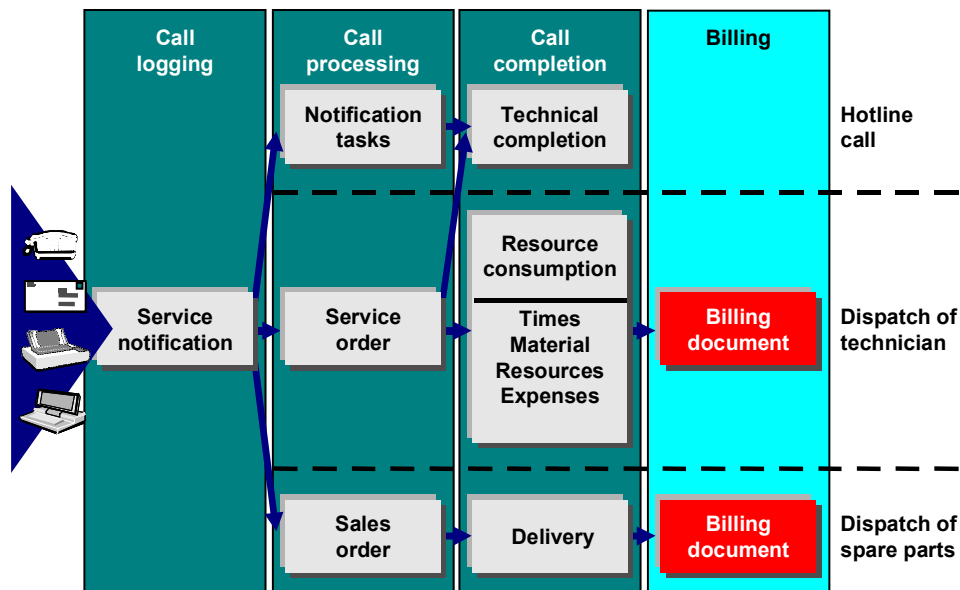 Call
logging
Call
processing
Call
completion
Billing
Notification
tasks
Technical
completion
Hotline
call
Service
notification
Service
order
Resource
consumption
Times
Material
Resources
Expenses
Billing
document
Dispatch of
technician
Sales
order
Delivery
Billing
document
Dispatch of
spare parts